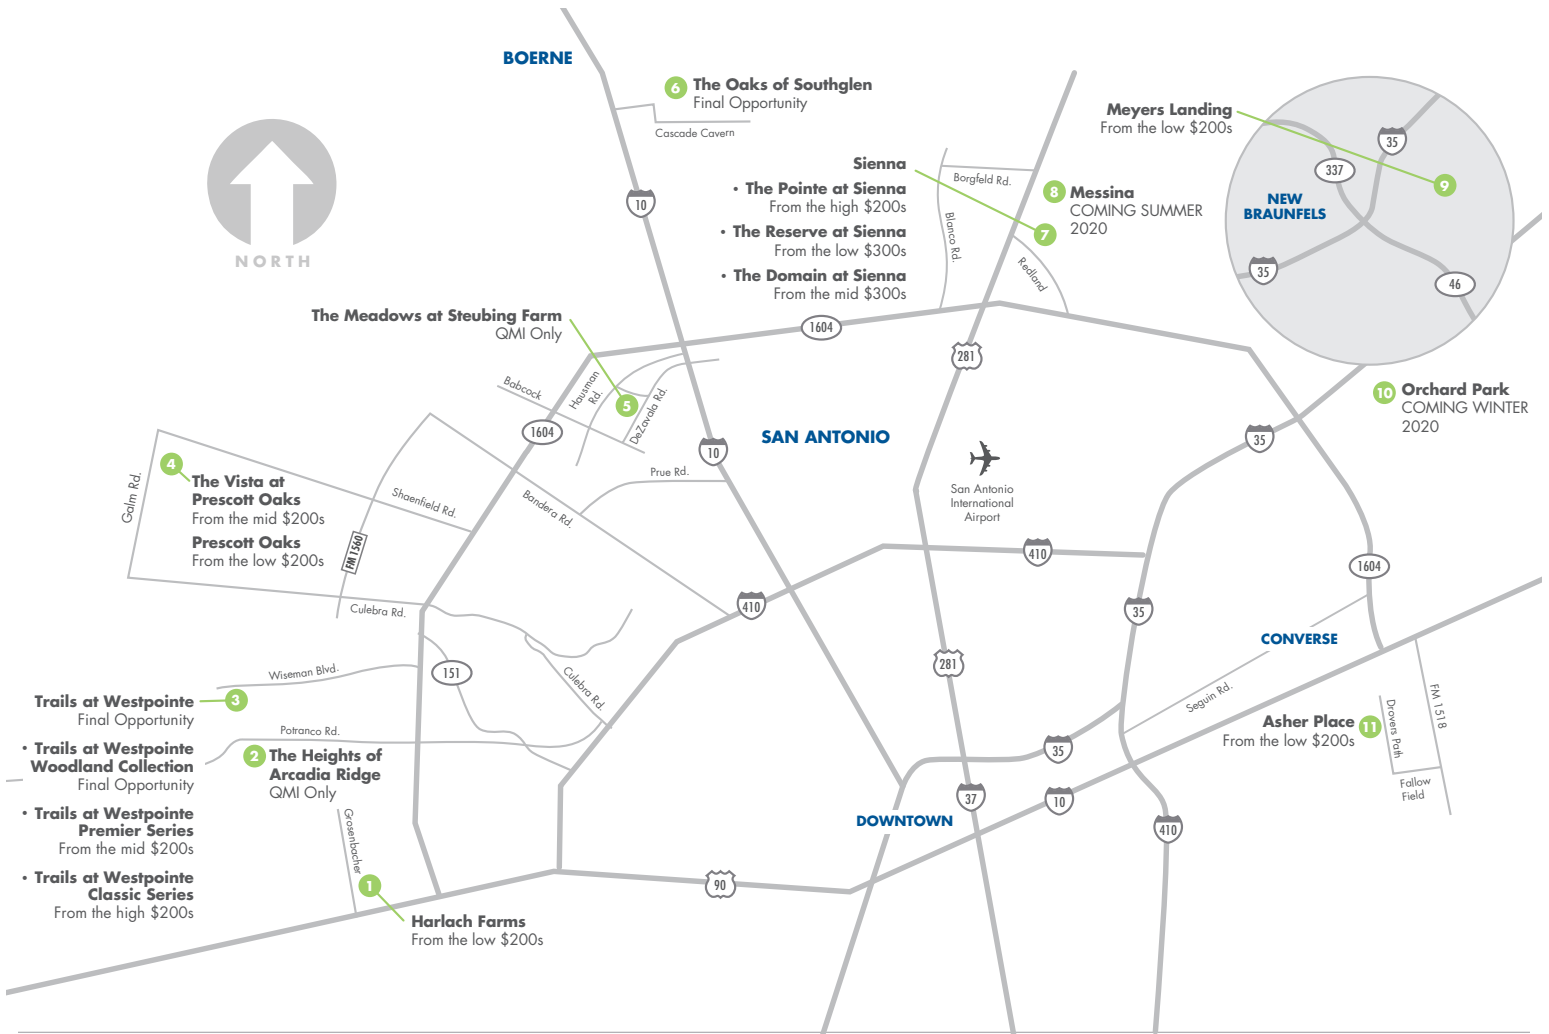 BOERNE
6 The Oaks of Southglen
Final Opportunity
Cascade Cavern
NORTH
10
Sienna
• The Pointe at Sienna
From the high $200s
• The Reserve at Sienna
From the low $300s
• The Domain at Sienna
From the mid $300s
Borgfeld Rd.
Blanco Rd.
Redland
7
8 Messina
COMING SUMMER
2020
Meyers Landing
From the low $200s
35
337
9
NEW
BRAUNFELS
35
46
The Meadows at Steubing Farm
QMI Only
1604
281
Babcock
Hausman
Rd.
5
DeZavala Rd.
1604
10
SAN ANTONIO
San Antonio
International
Airport
35
10 Orchard Park
COMING WINTER
2020
4
The Vista at
Prescott Oaks
From the mid $200s
Prescott Oaks
From the low $200s
Galm Rd.
Shaenfield Rd.
Bandera Rd.
Prue Rd.
FM 1560
Culebra Rd.
410
410
35
1604
CONVERSE
Wiseman Blvd.
151
Culebra Rd.
281
Seguin Rd.
3
Trails at Westpointe
Final Opportunity
• Trails at Westpointe
Woodland Collection
Final Opportunity
• Trails at Westpointe
Premier Series
From the mid $200s
• Trails at Westpointe
Classic Series
From the high $200s
Potranco Rd.
2 The Heights of
Arcadia Ridge
QMI Only
Grosenbacher
1
Harlach Farms
From the low $200s
35
37
10
DOWNTOWN
90
410
Asher Place 11
From the low $200s
Drovers Path
FM 1518
Fallow
Field